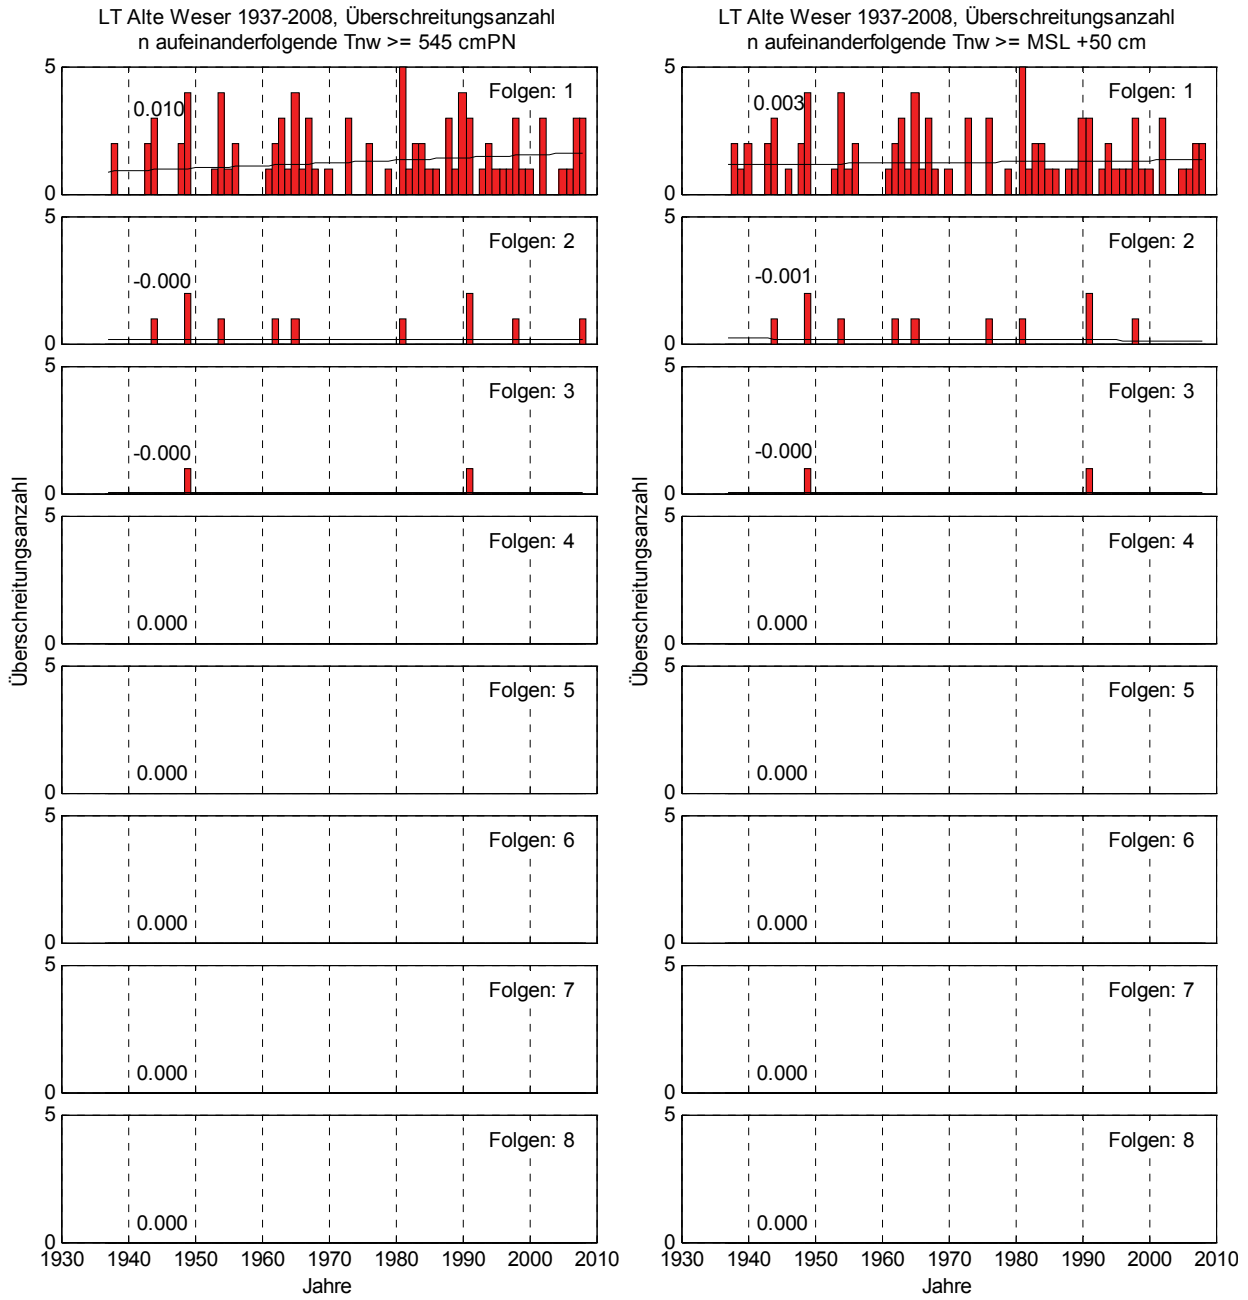 LT Alte Weser 1937-2008, Überschreitungsanzahl
n aufeinanderfolgende Tnw >= 545 cmPN
5
Folgen: 1
0.010
0
5
Folgen: 2
-0.000
0
5
Folgen: 3
-0.000
0
5
Folgen: 4
0.000
0
5
Folgen: 5
0.000
0
5
Folgen: 6
0.000
0
5
Folgen: 7
0.000
0
5
Folgen: 8
0.000
0
1930 1940 1950 1960 1970 1980 1990 2000 2010
Jahre
Überschreitungsanzahl
LT Alte Weser 1937-2008, Überschreitungsanzahl
n aufeinanderfolgende Tnw >= MSL +50 cm
5
Folgen: 1
0.003
0
5
Folgen: 2
-0.001
0
5
Folgen: 3
-0.000
0
5
Folgen: 4
0.000
0
5
Folgen: 5
0.000
0
5
Folgen: 6
0.000
0
5
Folgen: 7
0.000
0
5
Folgen: 8
0.000
0
1930 1940 1950 1960 1970 1980 1990 2000 2010
Jahre
Überschreitungsanzahl